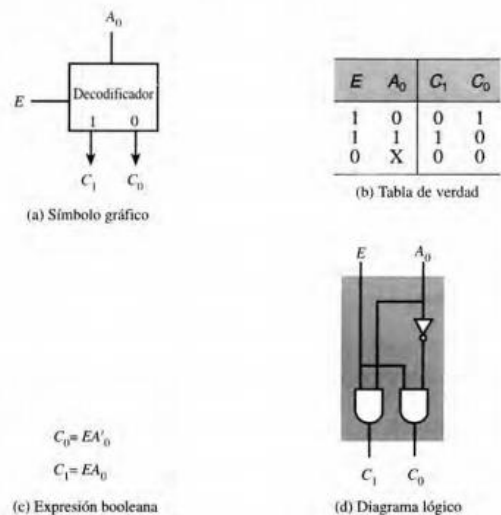 A₀
E
Decodificador
1 0
C₁ C₀
(a) Símbolo gráfico
E A₀ C₁ C₀
1 0 0 1
1 1 1 0
0 X 0 0
(b) Tabla de verdad
C₀= EA'₀
C₁= EA₀
(c) Expresión booleana
E A₀
C₁ C₀
(d) Diagrama lógico